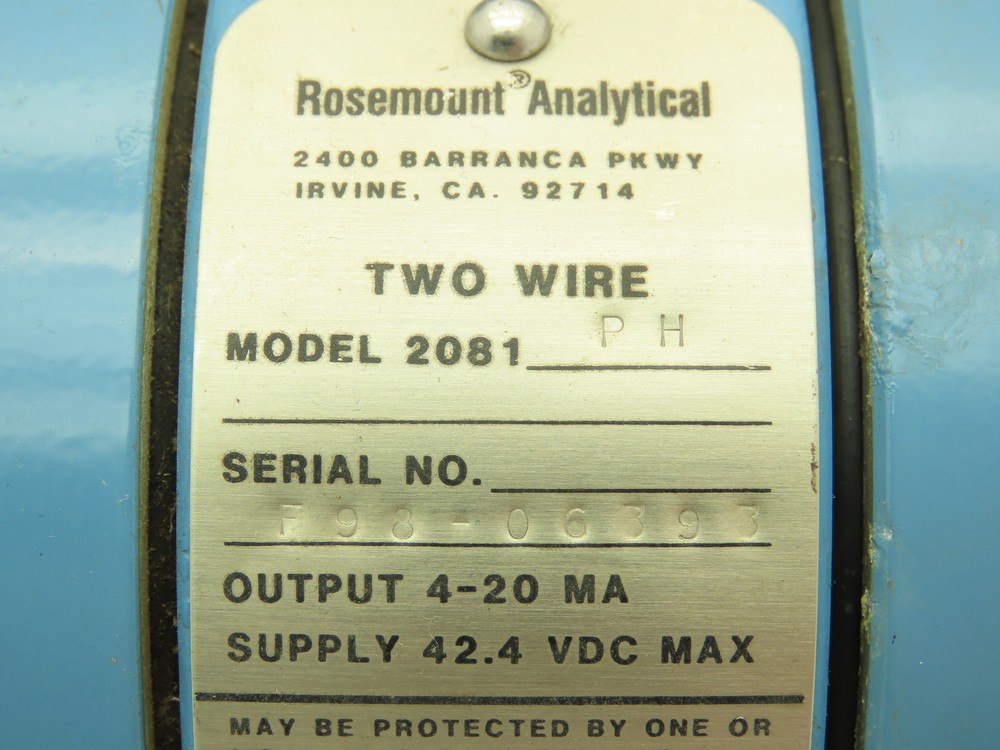 Rosemount® Analytical
2400 BARRANCA PKWY
IRVINE, CA. 92714
TWO WIRE
MODEL 2081 PH
SERIAL NO.
F98-06393
OUTPUT 4-20 MA
SUPPLY 42.4 VDC MAX
MAY BE PROTECTED BY ONE OR